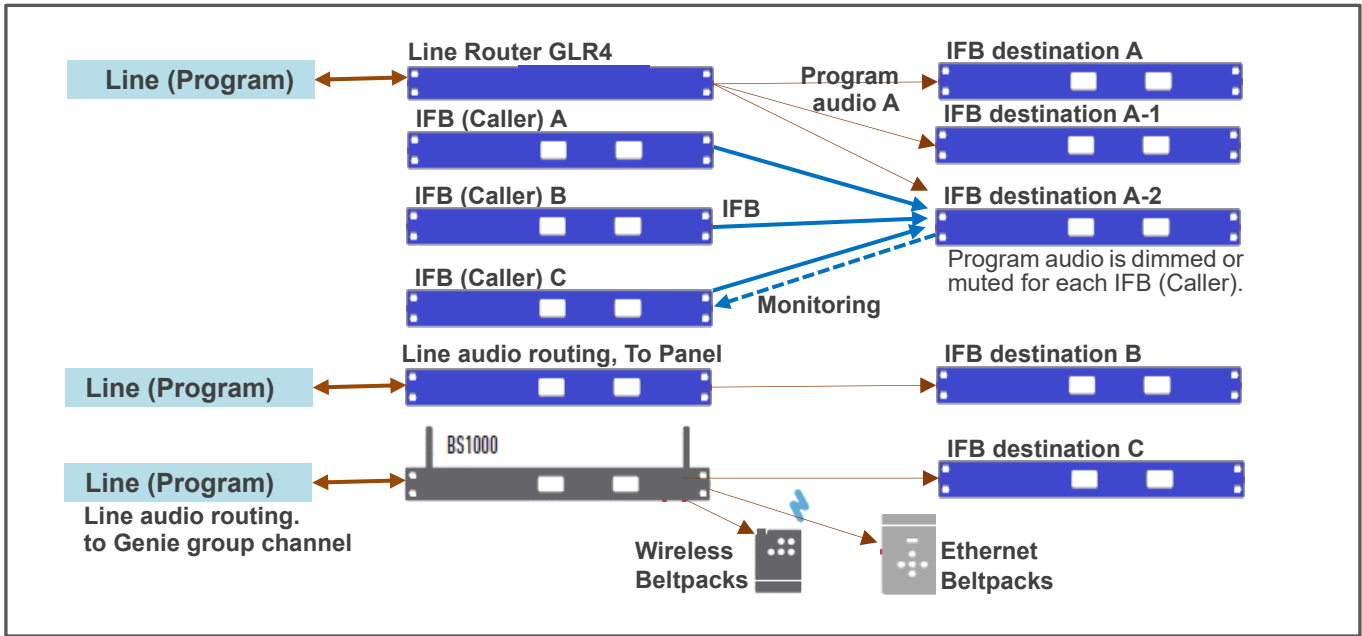 Line Router GLR4
IFB destination A
Line (Program)
Program
audio A
IFB (Caller) A
IFB destination A-1
IFB (Caller) B
IFB
IFB destination A-2
Program audio is dimmed or
muted for each IFB (Caller).
IFB (Caller) C
Monitoring
Line audio routing, To Panel
IFB destination B
Line (Program)
BS1000
IFB destination C
Line (Program)
Line audio routing.
to Genie group channel
Wireless
Beltpacks
Ethernet
Beltpacks